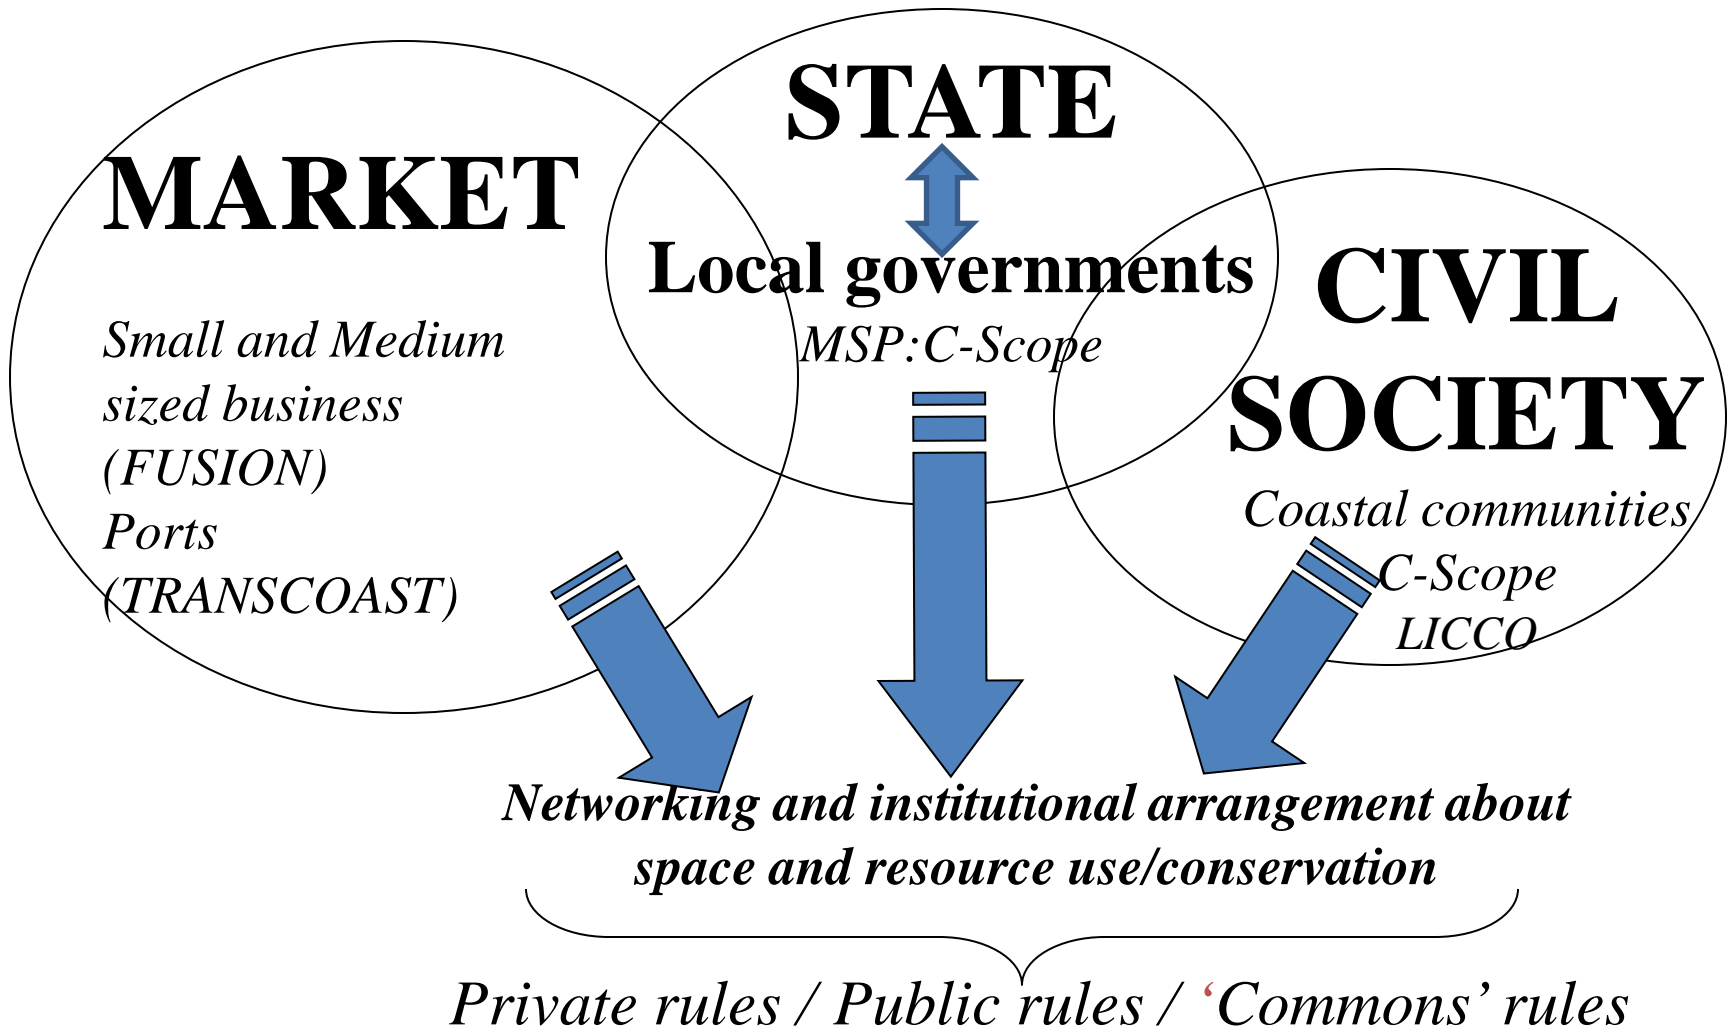 STATE
MARKET
Local governments
MSP:C-Scope
CIVIL
SOCIETY
Small and Medium
sized business
(FUSION)
Ports
(TRANSCOAST)
Coastal communities
C-Scope
LICCO
Networking and institutional arrangement about
space and resource use/conservation
Private rules / Public rules / ‘Commons’ rules